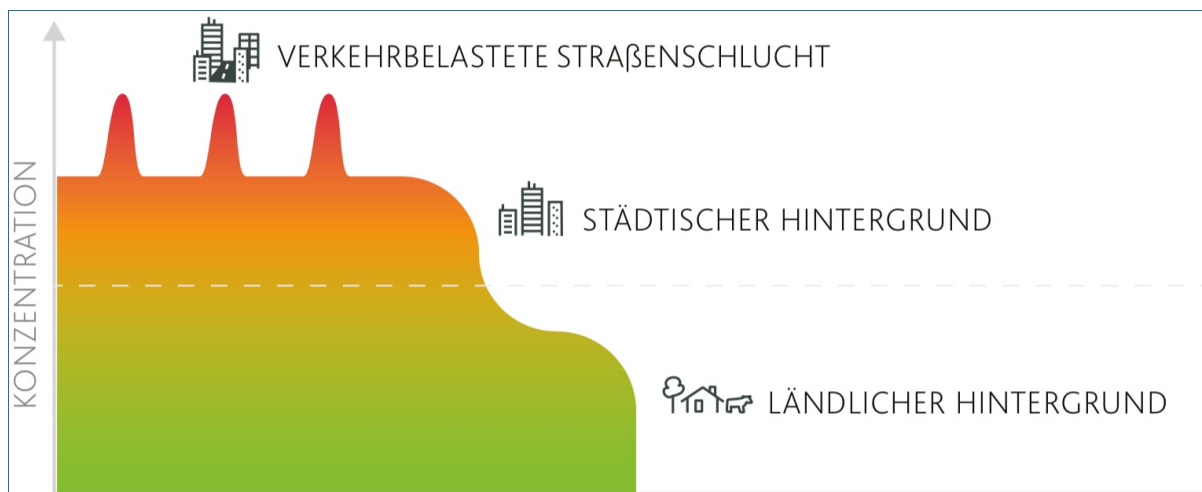 VERKEHRBELASTETE STRAßENSCHLUCHT
KONZENTRATION
STÄDTISCHER HINTERGRUND
LÄNDLICHER HINTERGRUND